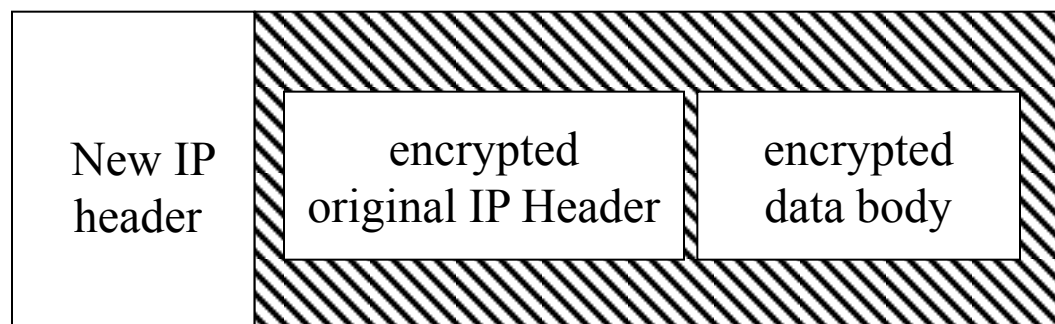 New IP
header
encrypted
original IP Header
encrypted
data body